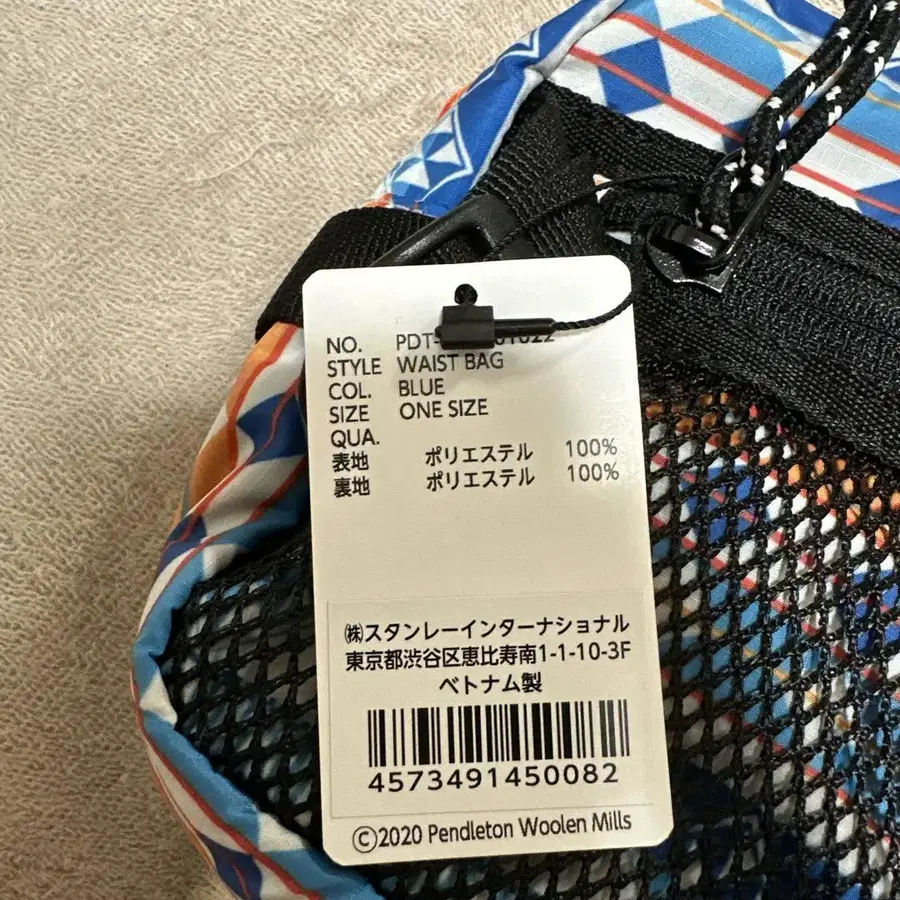 NO. PDT-
STYLE WAIST BAG
COL. BLUE
SIZE ONE SIZE
QUA.
表地 ポリエステル 100%
裏地 ポリエステル 100%
㈱スタンレーインターナショナル
東京都渋谷区恵比寿南1-1-10-3F
ベトナム製
4573491450082
©2020 Pendleton Woolen Mills